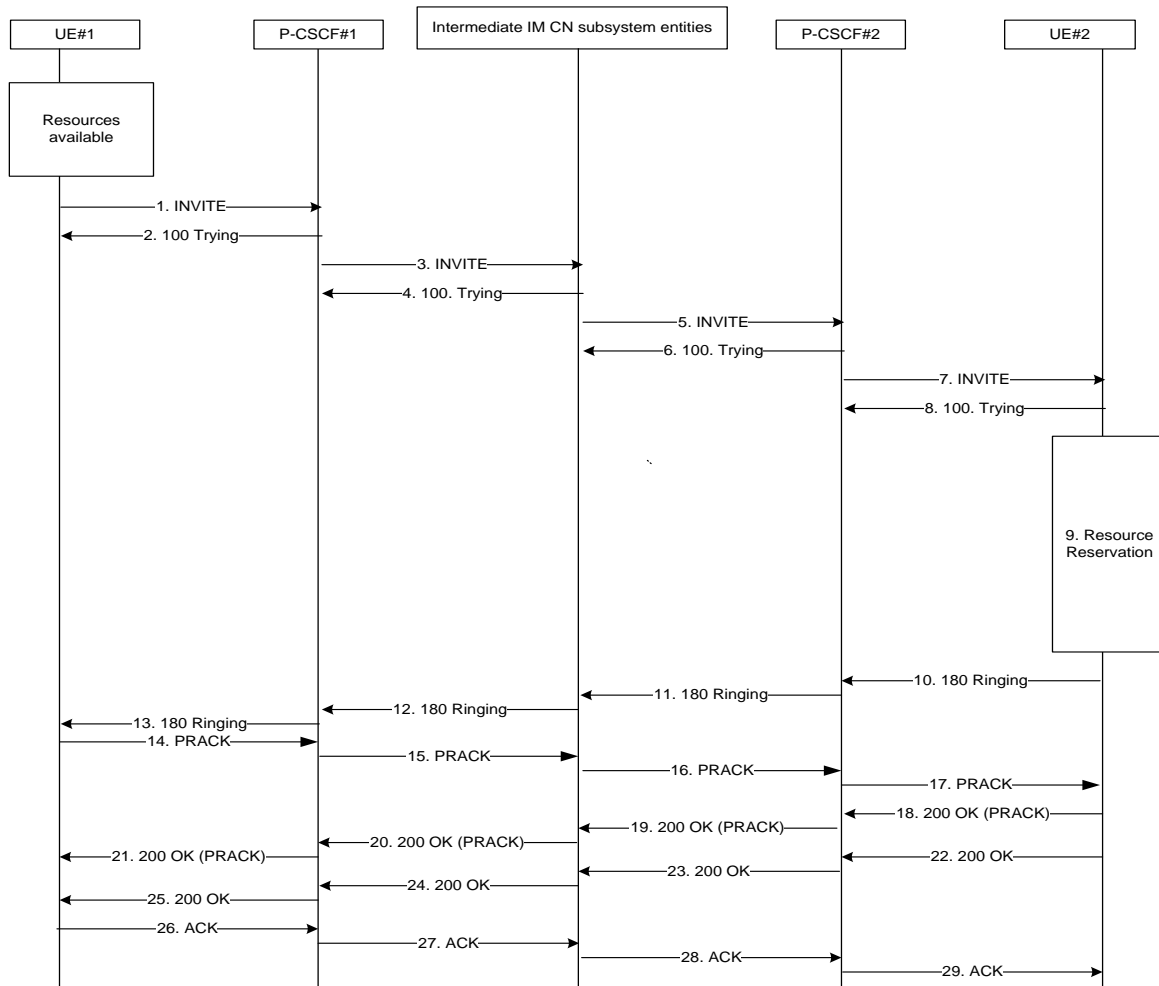 UE#1
P-CSCF#1
Intermediate IM CN subsystem entities
P-CSCF#2
UE#2
Resources
available
1. INVITE
2. 100 Trying
3. INVITE
4. 100. Trying
5. INVITE
6. 100. Trying
7. INVITE
8. 100. Trying
9. Resource
Reservation
10. 180 Ringing
11. 180 Ringing
12. 180 Ringing
13. 180 Ringing
14. PRACK
15. PRACK
16. PRACK
17. PRACK
18. 200 OK (PRACK)
19. 200 OK (PRACK)
20. 200 OK (PRACK)
21. 200 OK (PRACK)
22. 200 OK
23. 200 OK
24. 200 OK
25. 200 OK
26. ACK
27. ACK
28. ACK
29. ACK